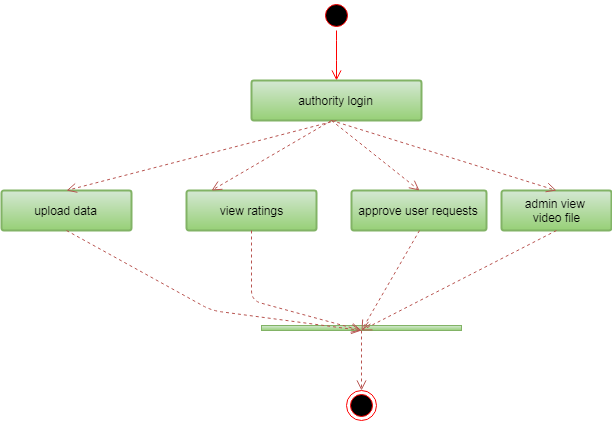 authority login
upload data
view ratings
approve user requests
admin view
video file